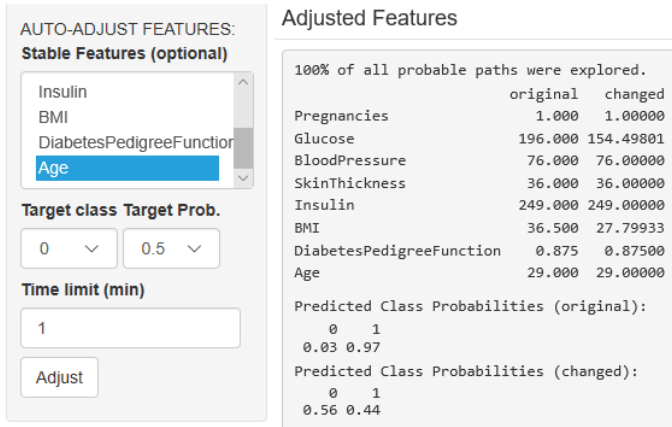 AUTO-ADJUST FEATURES:
Stable Features (optional)
Insulin
BMI
DiabetesPedigreeFunction
Age
Target class Target Prob.
0 0.5
Time limit (min)
1
Adjust
Adjusted Features
100% of all probable paths were explored.
original changed
Pregnancies 1.000 1.00000
Glucose 196.000 154.49801
BloodPressure 76.000 76.00000
SkinThickness 36.000 36.00000
Insulin 249.000 249.00000
BMI 36.500 27.79933
DiabetesPedigreeFunction 0.875 0.87500
Age 29.000 29.00000
Predicted Class Probabilities (original):
0 1
0.03 0.97
Predicted Class Probabilities (changed):
0 1
0.56 0.44